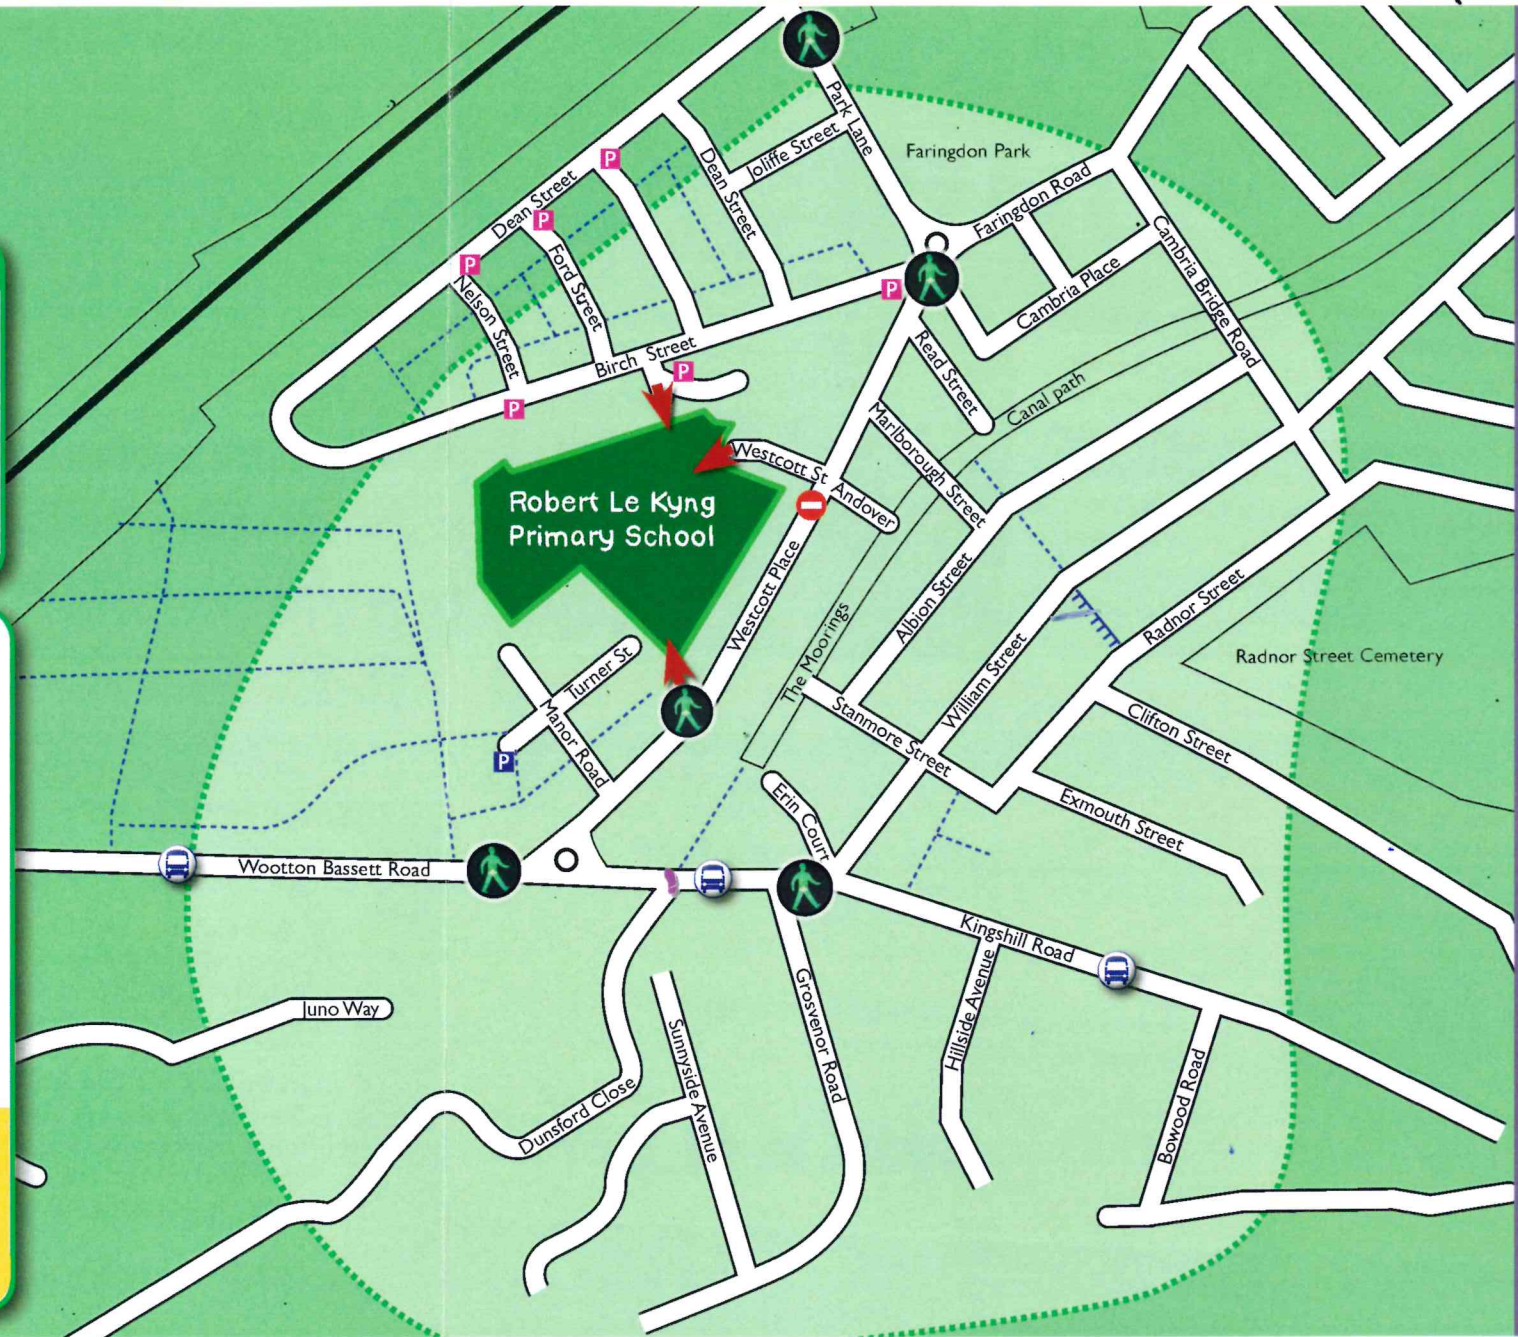 Park Lane
Joliffe Street
Faringdon Park
Dean Street
Dean Street
Faringdon Road
P
P
P
P
P
P
Ford Street
Nelson Street
Cambria Place
Cambria Bridge Road
Birch Street
Read Street
Canal path
Marlborough Street
Westcott St
Andover
Robert Le Kyng
Primary School
Westcott Place
Albion Street
The Moorings
Radnor Street
William Street
Radnor Street Cemetery
Turner St
Manor Road
P
Stanmore Street
Clifton Street
Erin Court
Exmouth Street
Wootton Bassett Road
Kingshill Road
Juno Way
Hillside Avenue
Grosvenor Road
Sunnyside Avenue
Dunsford Close
Bowood Road